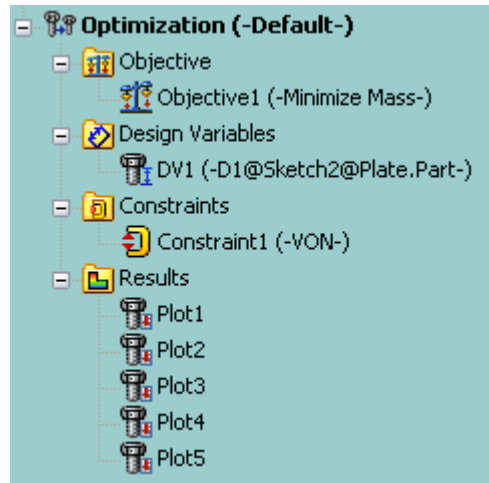 Optimization (-Default-)
Objective
Objective1 (-Minimize Mass-)
Design Variables
DV1 (-D1@Sketch2@Plate.Part-)
Constraints
Constraint1 (-VON-)
Results
Plot1
Plot2
Plot3
Plot4
Plot5